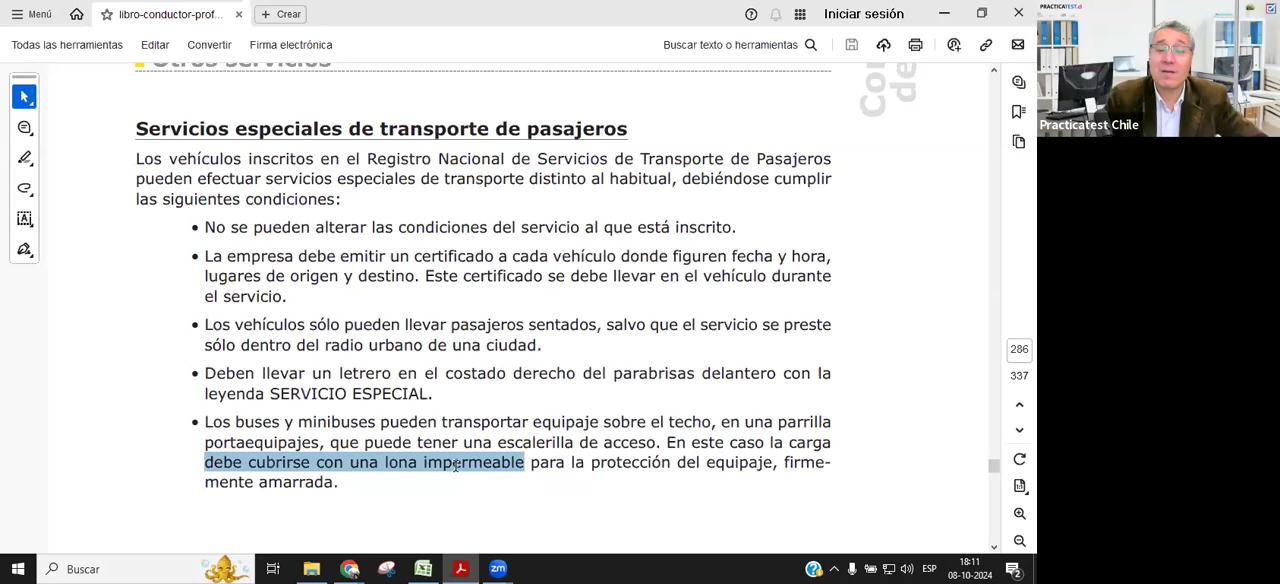 Menú
libro-conductor-prof...
Crear
Iniciar sesión
Todas las herramientas
Editar
Convertir
Firma electrónica
Buscar texto o herramientas
PRACTICATEST.cl
Otros servicios
Practicatest Chile
Servicios especiales de transporte de pasajeros
Los vehículos inscritos en el Registro Nacional de Servicios de Transporte de Pasajeros
pueden efectuar servicios especiales de transporte distinto al habitual, debiéndose cumplir
las siguientes condiciones:
• No se pueden alterar las condiciones del servicio al que está inscrito.
• La empresa debe emitir un certificado a cada vehículo donde figuren fecha y hora,
lugares de origen y destino. Este certificado se debe llevar en el vehículo durante
el servicio.
• Los vehículos sólo pueden llevar pasajeros sentados, salvo que el servicio se preste
sólo dentro del radio urbano de una ciudad.
• Deben llevar un letrero en el costado derecho del parabrisas delantero con la
leyenda SERVICIO ESPECIAL.
• Los buses y minibuses pueden transportar equipaje sobre el techo, en una parrilla
portaequipajes, que puede tener una escalerilla de acceso. En este caso la carga
debe cubrirse con una lona impermeable para la protección del equipaje, firme-
mente amarrada.
Con
de
286
337
Buscar
ESP
18:11
08-10-2024
2